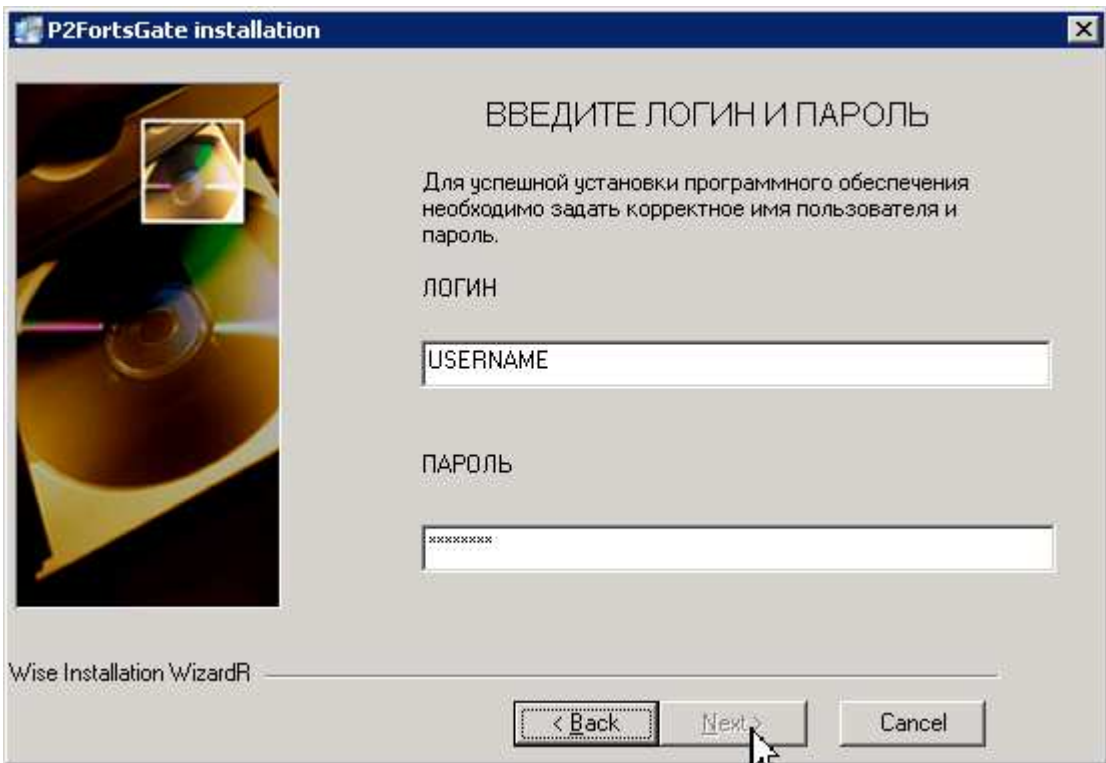 P2FortsGate installation
ВВЕДИТЕ ЛОГИН И ПАРОЛЬ
Для успешной установки программного обеспечения
необходимо задать корректное имя пользователя и
пароль.
ЛОГИН
USERNAME
ПАРОЛЬ
********
Wise Installation WizardR
< Back Next > Cancel